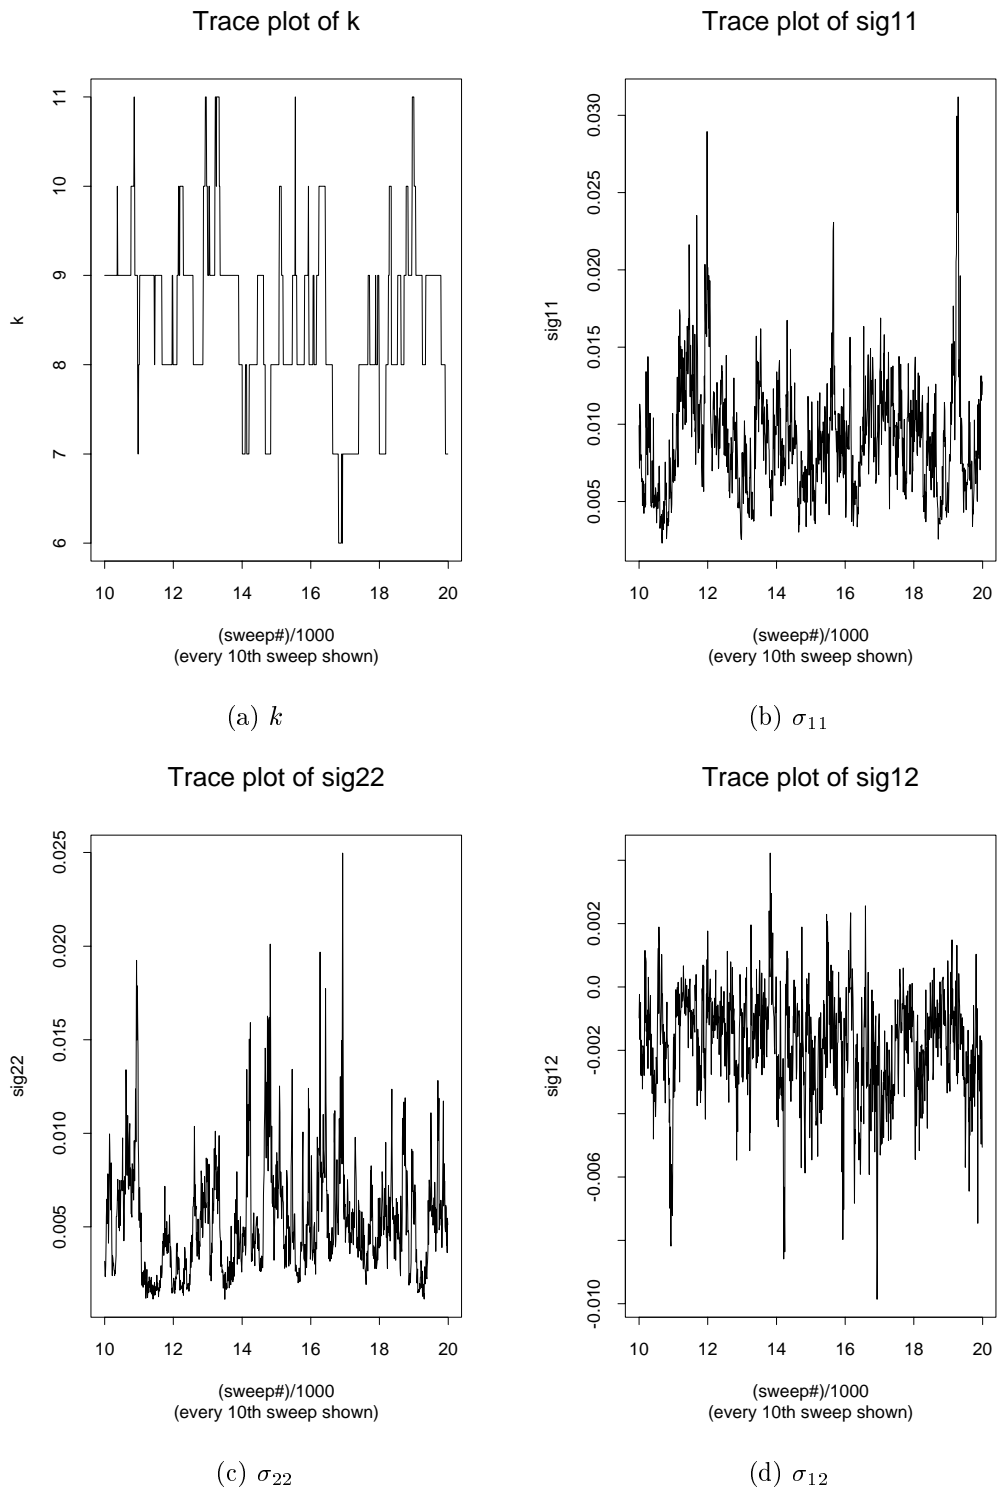 Trace plot of k
11
10
9
8
7
6
k
10 12 14 16 18 20
(sweep#)/1000
(every 10th sweep shown)
(a) k
Trace plot of sig11
0.030
0.025
0.020
0.015
0.010
0.005
sig11
10 12 14 16 18 20
(sweep#)/1000
(every 10th sweep shown)
(b) σ₁₁
Trace plot of sig22
0.025
0.020
0.015
0.010
0.005
sig22
10 12 14 16 18 20
(sweep#)/1000
(every 10th sweep shown)
(c) σ₂₂
Trace plot of sig12
0.002
0.0
-0.002
-0.006
-0.010
sig12
10 12 14 16 18 20
(sweep#)/1000
(every 10th sweep shown)
(d) σ₁₂